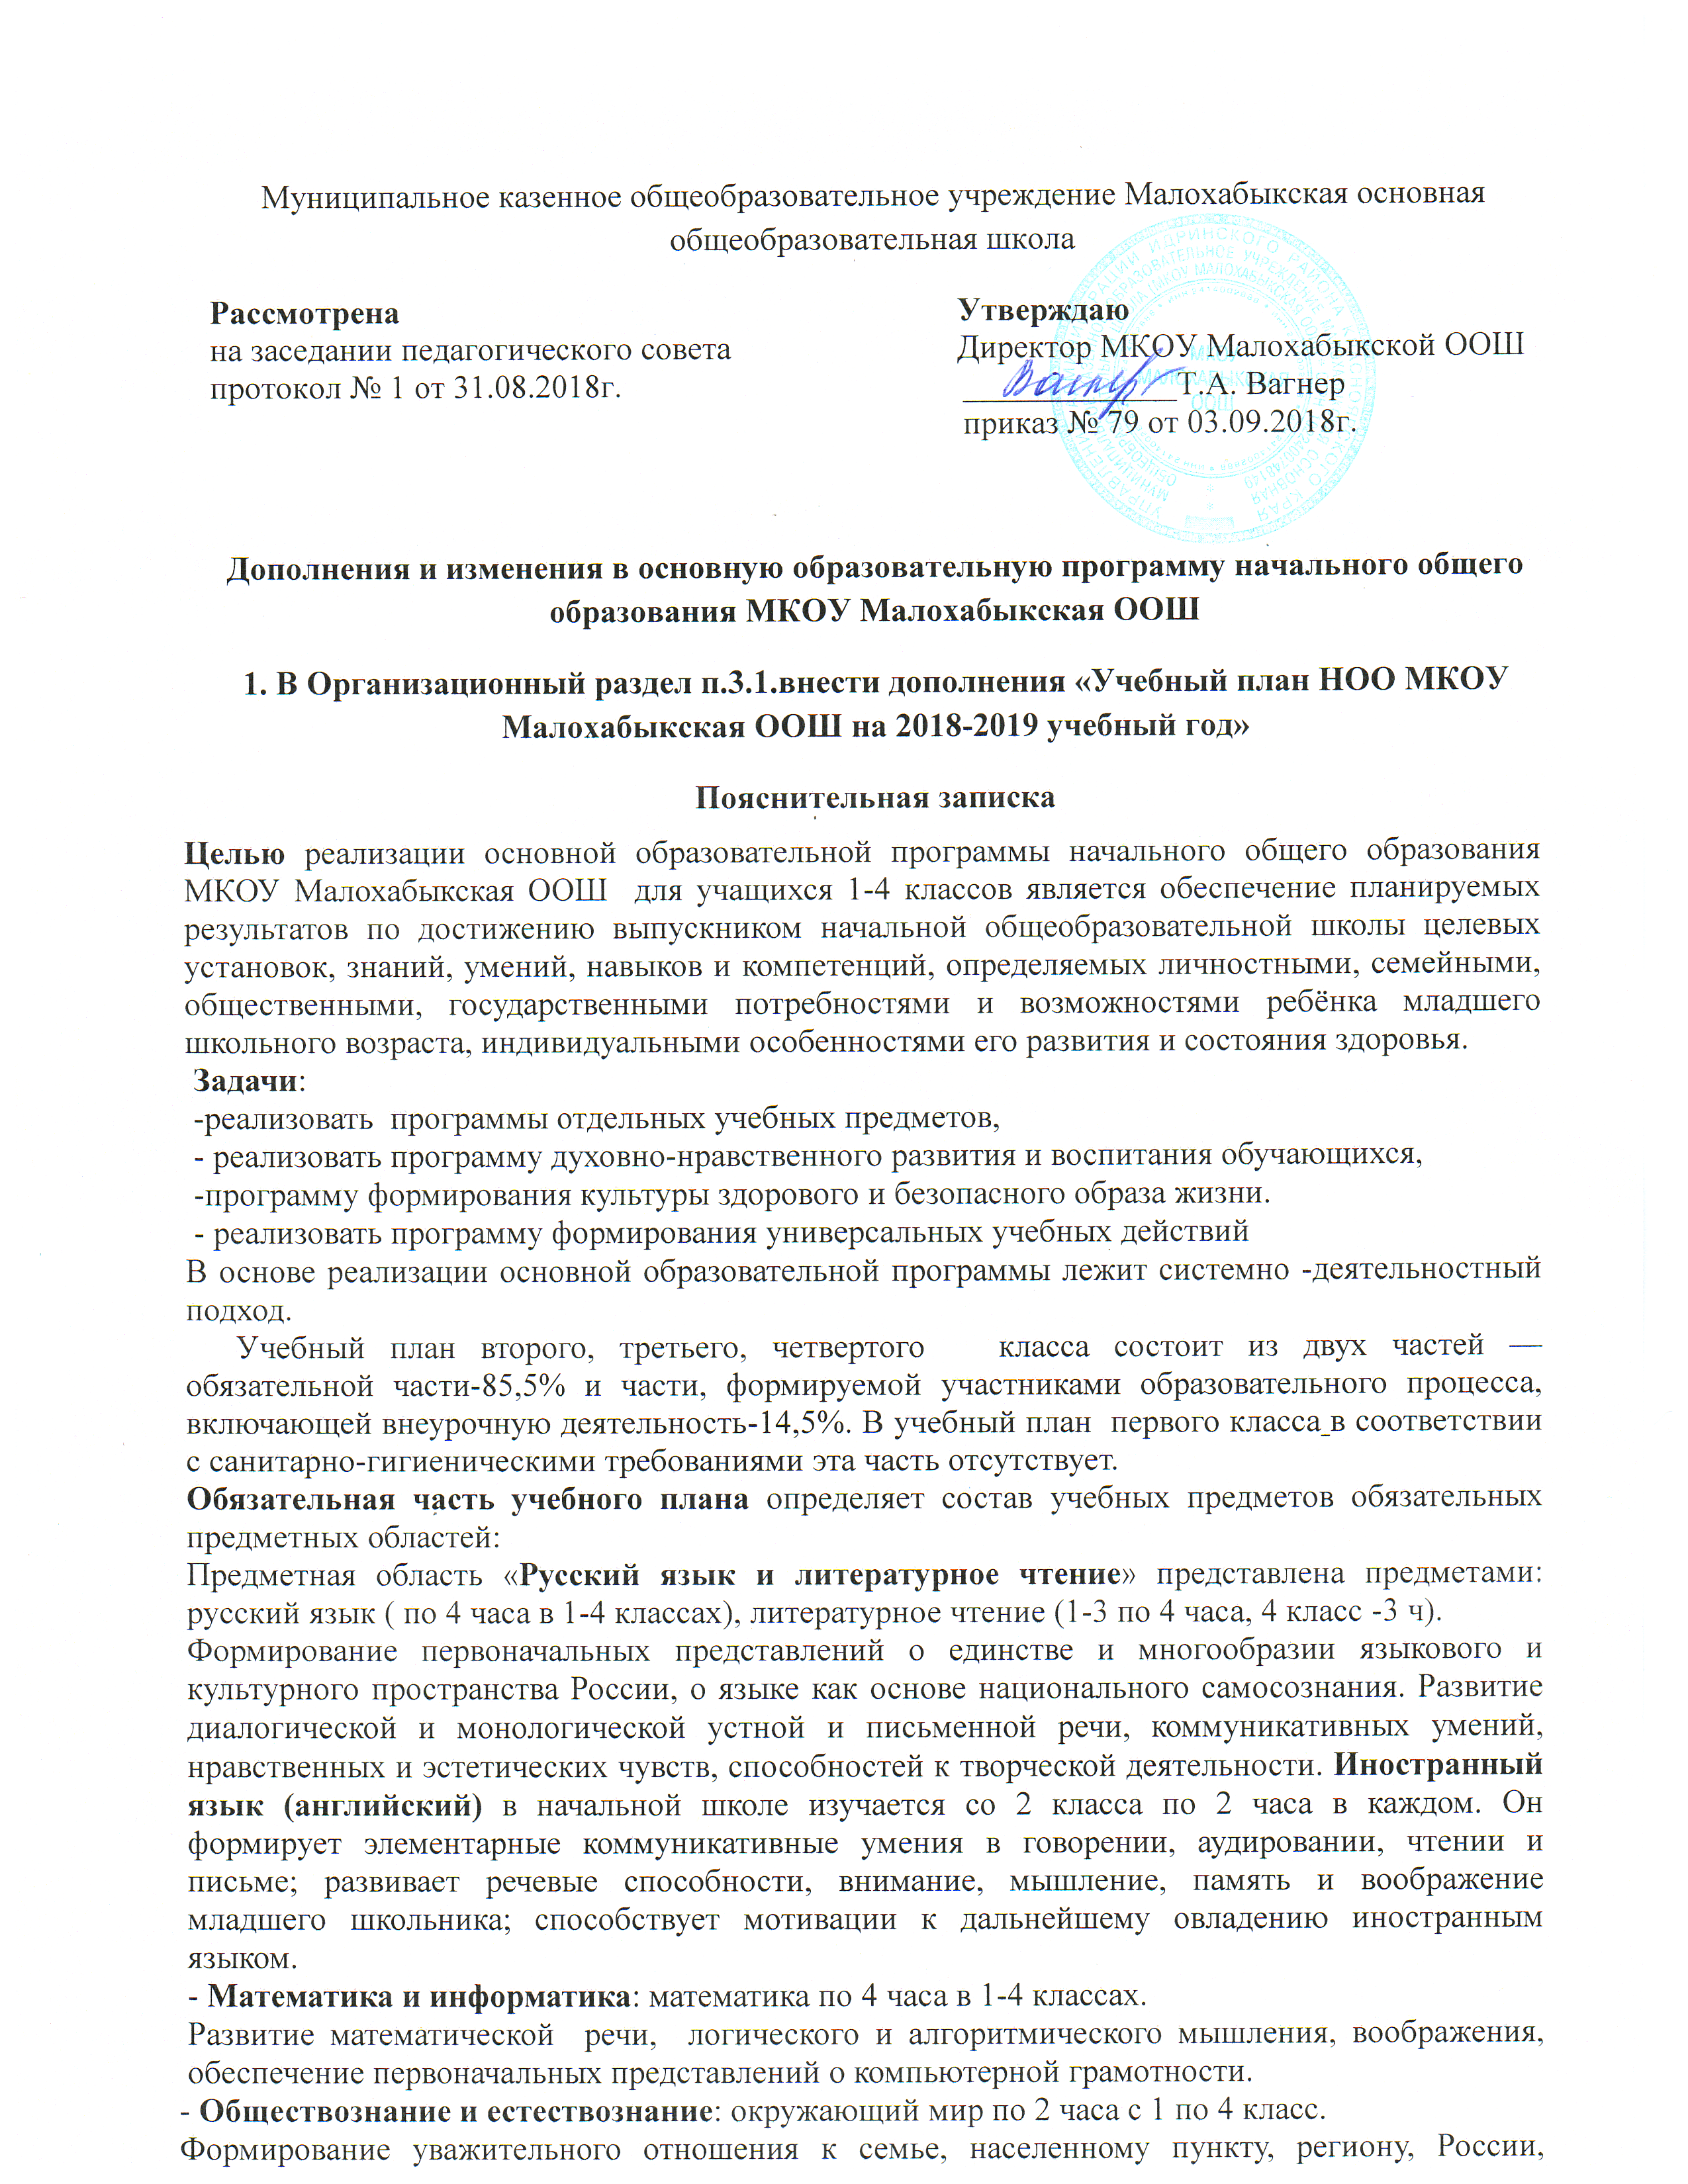 Муниципальное казенное общеобразовательное учреждение Малохабыкская основная
общеобразовательная школа
Рассмотрена
на заседании педагогического совета
протокол № 1 от 31.08.2018г.
Утверждаю
Директор МКОУ Малохабыкской ООШ
Вагнер Т.А. Вагнер
приказ № 79 от 03.09.2018г.
МКОУ
МАЛОХАБЫКСКАЯ
ООШ
Дополнения и изменения в основную образовательную программу начального общего
образования МКОУ Малохабыкская ООШ
1. В Организационный раздел п.3.1.внести дополнения «Учебный план НОО МКОУ
Малохабыкская ООШ на 2018-2019 учебный год»
Пояснительная записка
Целью реализации основной образовательной программы начального общего образования
МКОУ Малохабыкская ООШ для учащихся 1-4 классов является обеспечение планируемых
результатов по достижению выпускником начальной общеобразовательной школы целевых
установок, знаний, умений, навыков и компетенций, определяемых личностными, семейными,
общественными, государственными потребностями и возможностями ребёнка младшего
школьного возраста, индивидуальными особенностями его развития и состояния здоровья.
Задачи:
-реализовать программы отдельных учебных предметов,
- реализовать программу духовно-нравственного развития и воспитания обучающихся,
-программу формирования культуры здорового и безопасного образа жизни.
- реализовать программу формирования универсальных учебных действий
В основе реализации основной образовательной программы лежит системно -деятельностный
подход.
Учебный план второго, третьего, четвертого класса состоит из двух частей —
обязательной части-85,5% и части, формируемой участниками образовательного процесса,
включающей внеурочную деятельность-14,5%. В учебный план первого класса в соответствии
с санитарно-гигиеническими требованиями эта часть отсутствует.
Обязательная часть учебного плана определяет состав учебных предметов обязательных
предметных областей:
Предметная область «Русский язык и литературное чтение» представлена предметами:
русский язык ( по 4 часа в 1-4 классах), литературное чтение (1-3 по 4 часа, 4 класс -3 ч).
Формирование первоначальных представлений о единстве и многообразии языкового и
культурного пространства России, о языке как основе национального самосознания. Развитие
диалогической и монологической устной и письменной речи, коммуникативных умений,
нравственных и эстетических чувств, способностей к творческой деятельности. Иностранный
язык (английский) в начальной школе изучается со 2 класса по 2 часа в каждом. Он
формирует элементарные коммуникативные умения в говорении, аудировании, чтении и
письме; развивает речевые способности, внимание, мышление, память и воображение
младшего школьника; способствует мотивации к дальнейшему овладению иностранным
языком.
- Математика и информатика: математика по 4 часа в 1-4 классах.
Развитие математической речи, логического и алгоритмического мышления, воображения,
обеспечение первоначальных представлений о компьютерной грамотности.
- Обществознание и естествознание: окружающий мир по 2 часа с 1 по 4 класс.
Формирование уважительного отношения к семье, населенному пункту, региону, России,